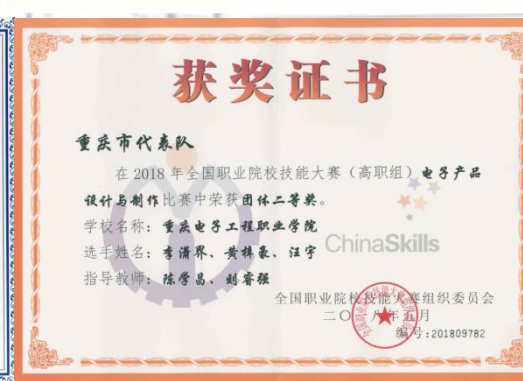 获奖证书
重庆市代表队
在 2018 年全国职业院校技能大赛（高职组）电子产品
设计与制作比赛中荣获团体二等奖。
学校名称：重庆电子工程职业学院
ChinaSkills
选手姓名：李清界、黄梓豪、汪宇
指导教师：陈学昌、刘睿强
全国职业院校技能大赛组织委员会
二〇一八年五月
编号:201809782